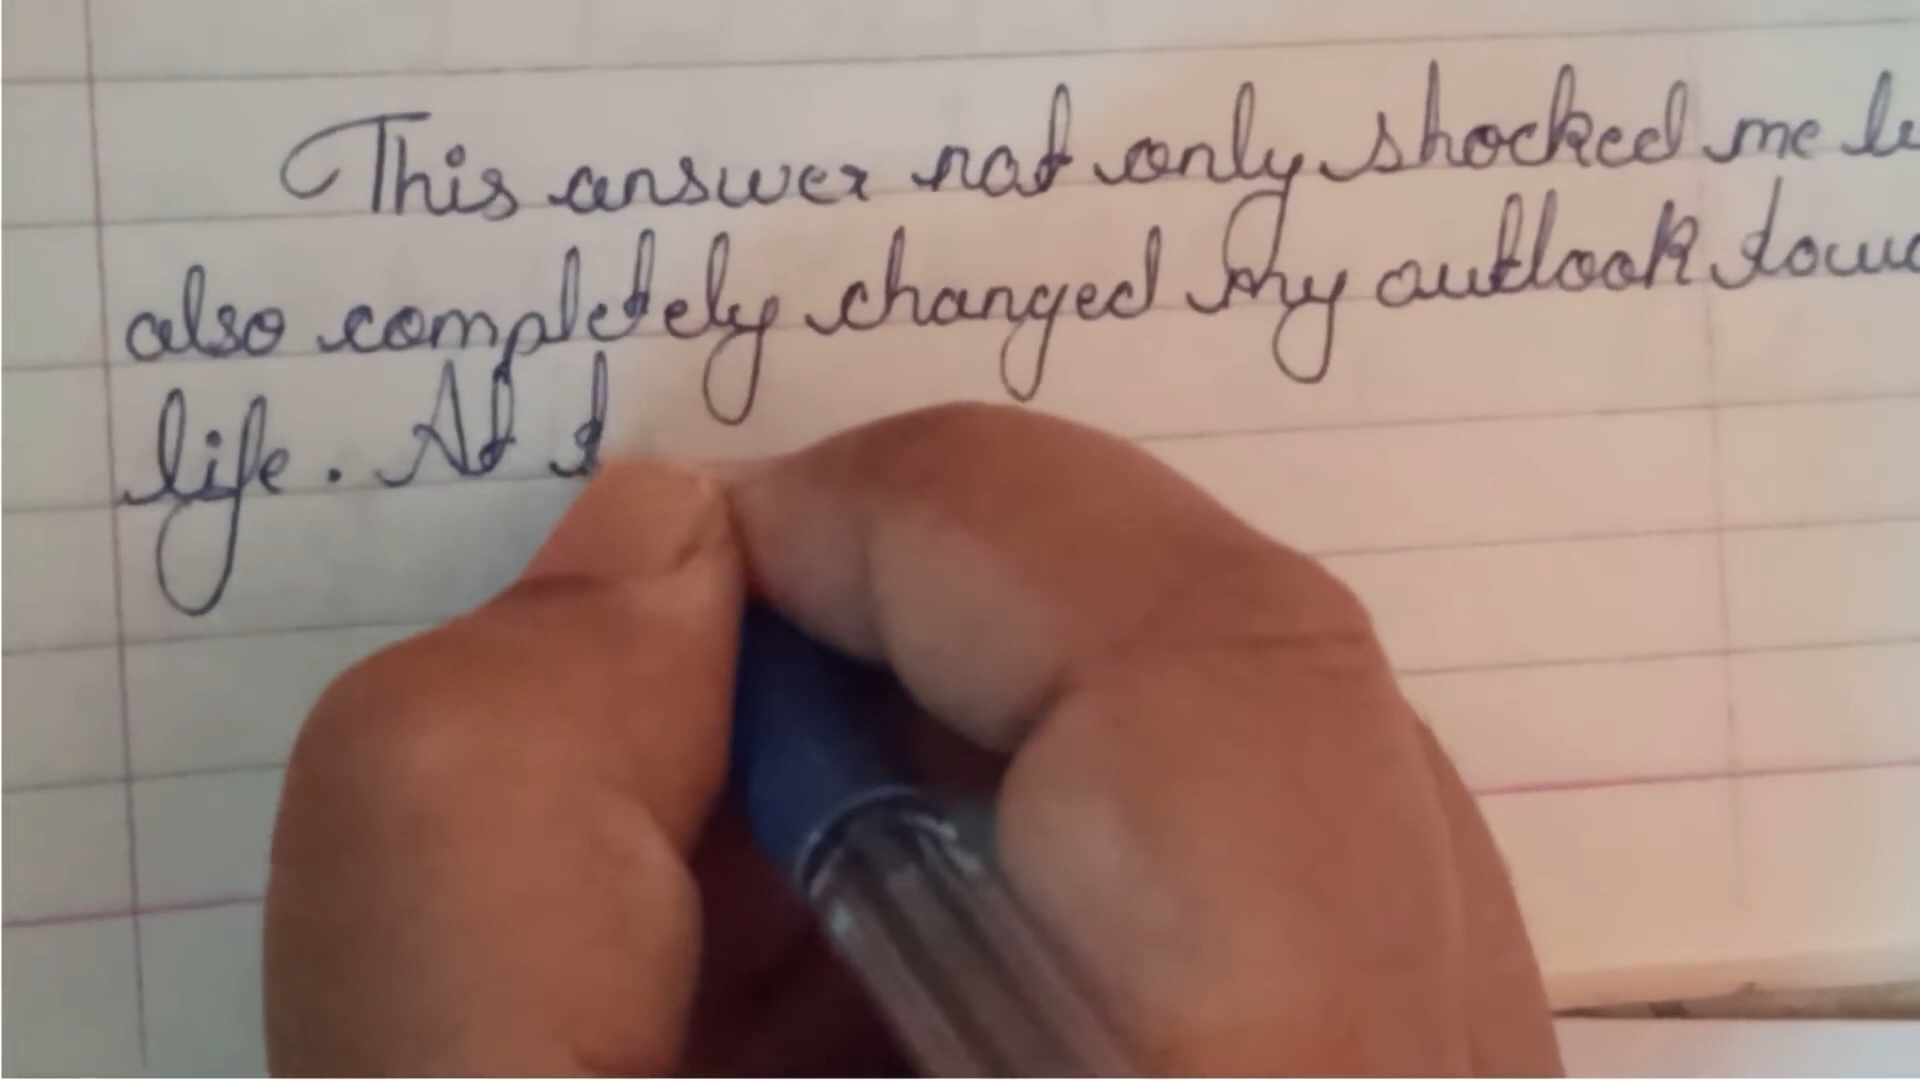 This answer not only shocked me
also completely changed my outlook
life. At